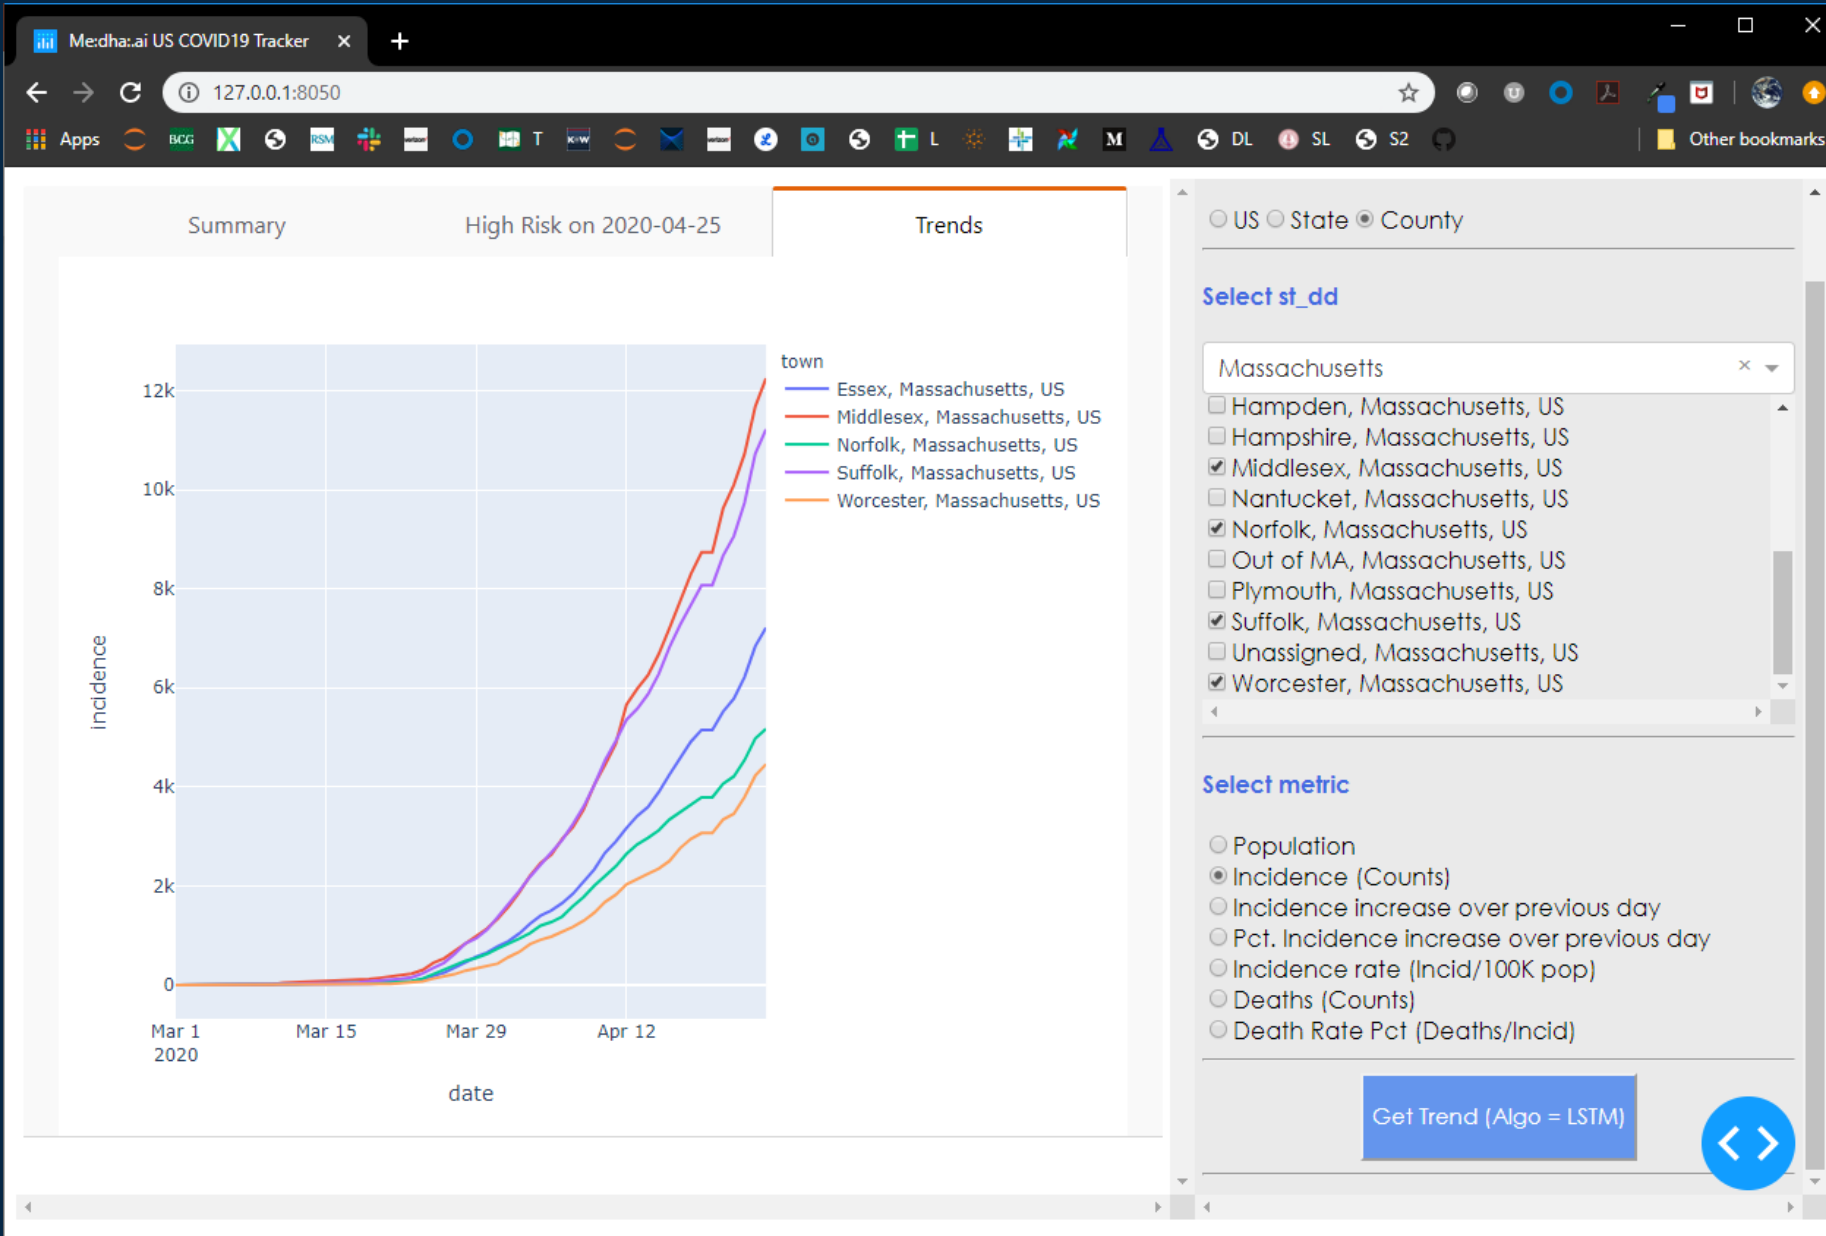 Me:dha:.ai US COVID19 Tracker
127.0.0.1:8050
Apps BCG RSM verizon T K W verizon L M DL SL S2 Other bookmarks
Summary High Risk on 2020-04-25 Trends
12k
10k
8k
6k
4k
2k
0
incidence
Mar 1 Mar 15 Mar 29 Apr 12
2020
date
town
Essex, Massachusetts, US
Middlesex, Massachusetts, US
Norfolk, Massachusetts, US
Suffolk, Massachusetts, US
Worcester, Massachusetts, US
US State County
Select st_dd
Massachusetts
Hampden, Massachusetts, US
Hampshire, Massachusetts, US
Middlesex, Massachusetts, US
Nantucket, Massachusetts, US
Norfolk, Massachusetts, US
Out of MA, Massachusetts, US
Plymouth, Massachusetts, US
Suffolk, Massachusetts, US
Unassigned, Massachusetts, US
Worcester, Massachusetts, US
Select metric
Population
Incidence (Counts)
Incidence increase over previous day
Pct. Incidence increase over previous day
Incidence rate (Incid/100K pop)
Deaths (Counts)
Death Rate Pct (Deaths/Incid)
Get Trend (Algo = LSTM)